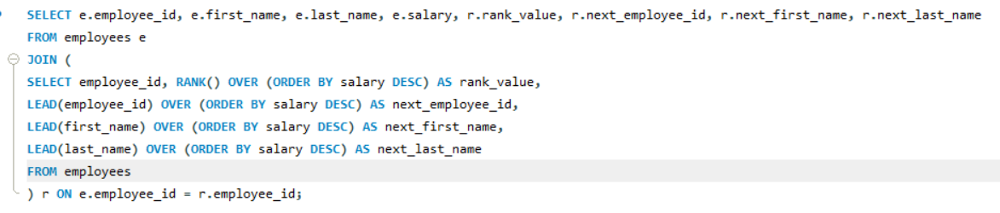 SELECT e.employee_id, e.first_name, e.last_name, e.salary, r.rank_value, r.next_employee_id, r.next_first_name, r.next_last_name
FROM employees e
JOIN (
SELECT employee_id, RANK() OVER (ORDER BY salary DESC) AS rank_value,
LEAD(employee_id) OVER (ORDER BY salary DESC) AS next_employee_id,
LEAD(first_name) OVER (ORDER BY salary DESC) AS next_first_name,
LEAD(last_name) OVER (ORDER BY salary DESC) AS next_last_name
FROM employees
) r ON e.employee_id = r.employee_id;